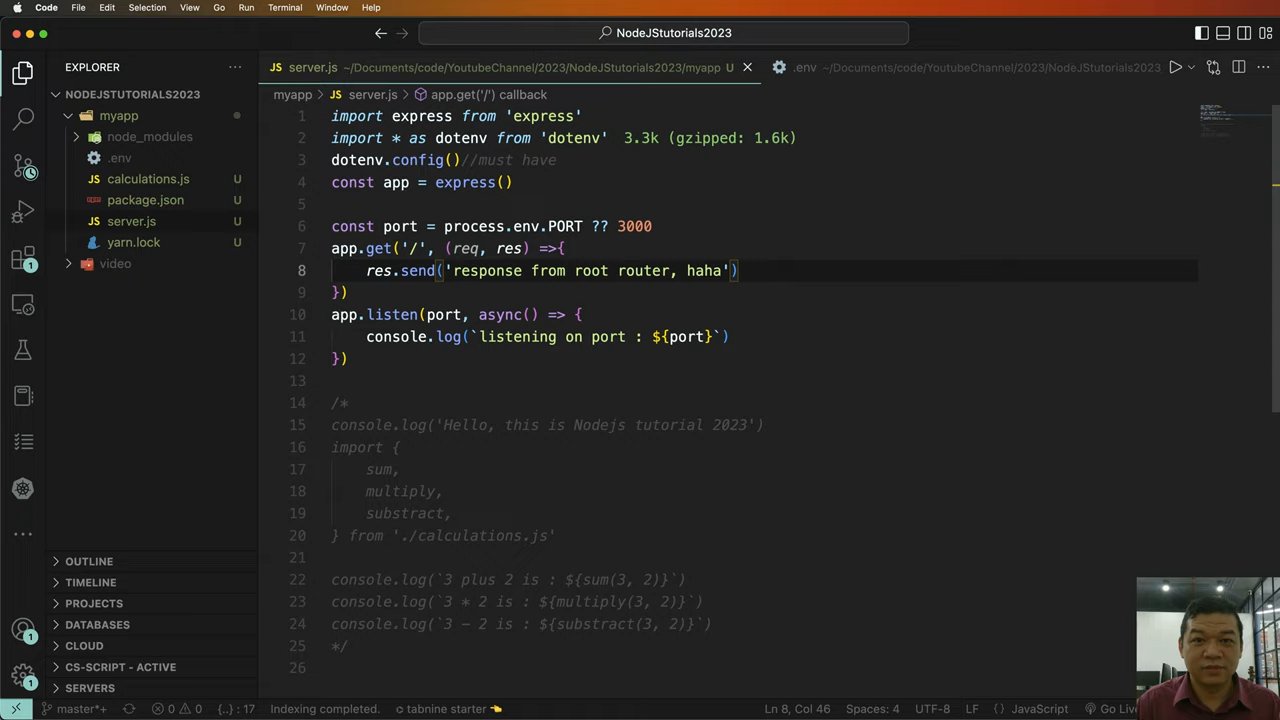 Code File Edit Selection View Go Run Terminal Window Help
NodeJStutorials2023
EXPLORER
server.js ~/Documents/code/YoutubeChannel/2023/NodeJStutorials2023/myapp U
.env ~/Documents/code/YoutubeChannel/2023/NodeJStutorials2023
NODEJSTUTORIALS2023
myapp
node_modules
.env
calculations.js U
package.json U
server.js U
yarn.lock U
video
OUTLINE
TIMELINE
PROJECTS
DATABASES
CLOUD
CS-SCRIPT - ACTIVE
SERVERS
1
1
1
myapp > JS server.js > app.get('/') callback
1 import express from 'express'
2 import * as dotenv from 'dotenv' 3.3k (gzipped: 1.6k)
3 dotenv.config()//must have
4 const app = express()
5
6 const port = process.env.PORT ?? 3000
7 app.get('/', (req, res) =>{
8 res.send('response from root router, haha')
9 })
10 app.listen(port, async() => {
11 console.log(`listening on port : ${port}`)
12 })
13
14 /*
15 console.log('Hello, this is Nodejs tutorial 2023')
16 import {
17 sum,
18 multiply,
19 substract,
20 } from './calculations.js'
21
22 console.log(`3 plus 2 is : ${sum(3, 2)}`)
23 console.log(`3 * 2 is : ${multiply(3, 2)}`)
24 console.log(`3 - 2 is : ${substract(3, 2)}`)
25 */
26
master*+ 0 0 {..} : 17 Indexing completed. tabnine starter Ln 8, Col 46 Spaces: 4 UTF-8 LF {} JavaScript Go Live